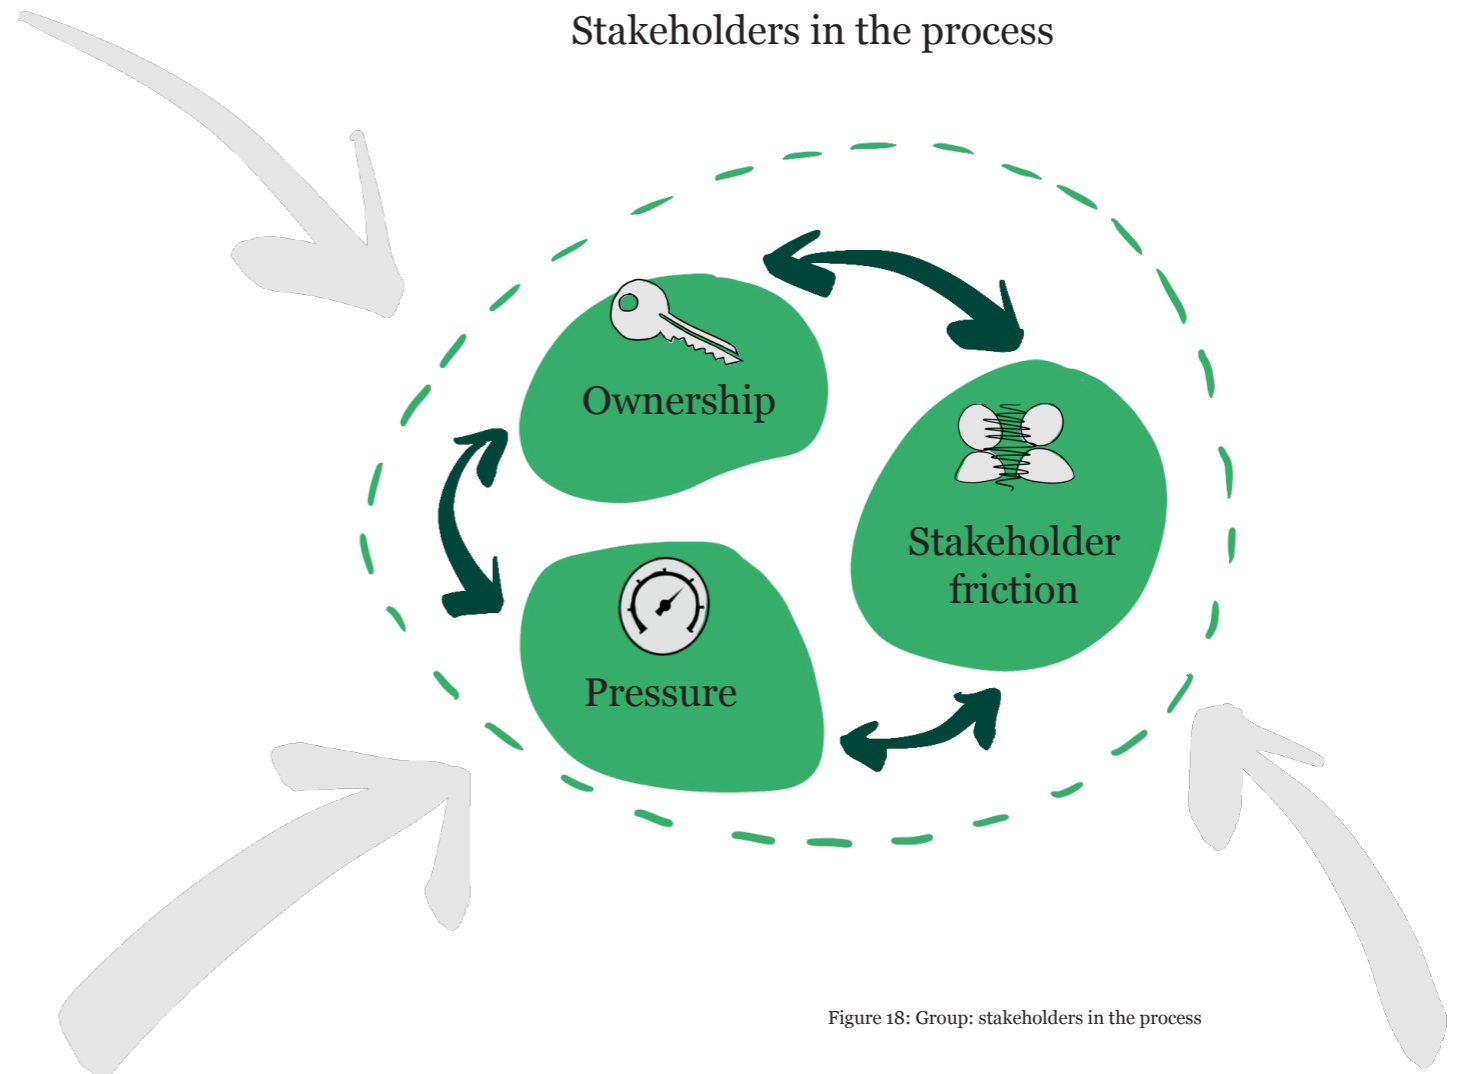 Stakeholders in the process
Ownership
Stakeholder
friction
Pressure
Figure 18: Group: stakeholders in the process